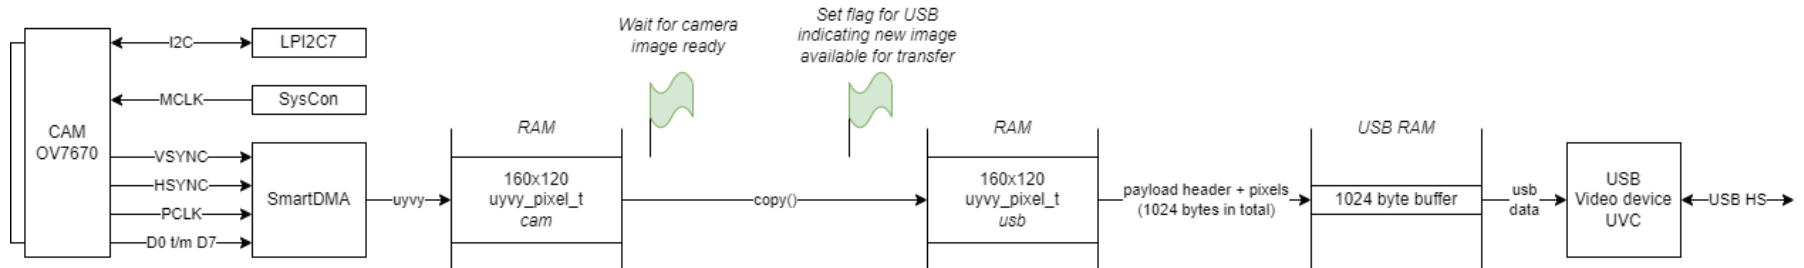 CAM
OV7670
I2C
LPI2C7
MCLK
SysCon
VSYNC
HSYNC
PCLK
D0 t/m D7
SmartDMA
uyvy
RAM
160x120
uyvy_pixel_t
cam
Wait for camera
image ready
copy()
Set flag for USB
indicating new image
available for transfer
RAM
160x120
uyvy_pixel_t
usb
payload header + pixels
(1024 bytes in total)
USB RAM
1024 byte buffer
usb
data
USB
Video device
UVC
USB HS